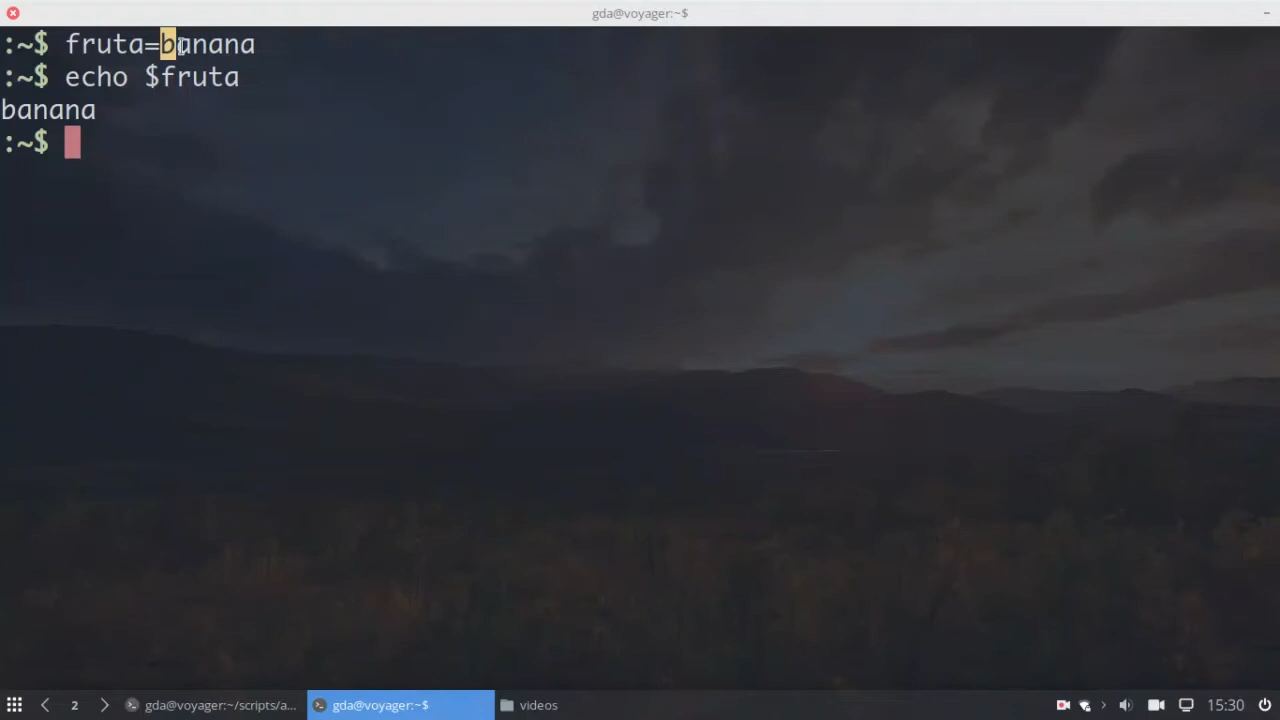 gda@voyager:~$
:~$ fruta=banana
:~$ echo $fruta
banana
:~$
2 gda@voyager:~/scripts/a... gda@voyager:~$ videos 15:30